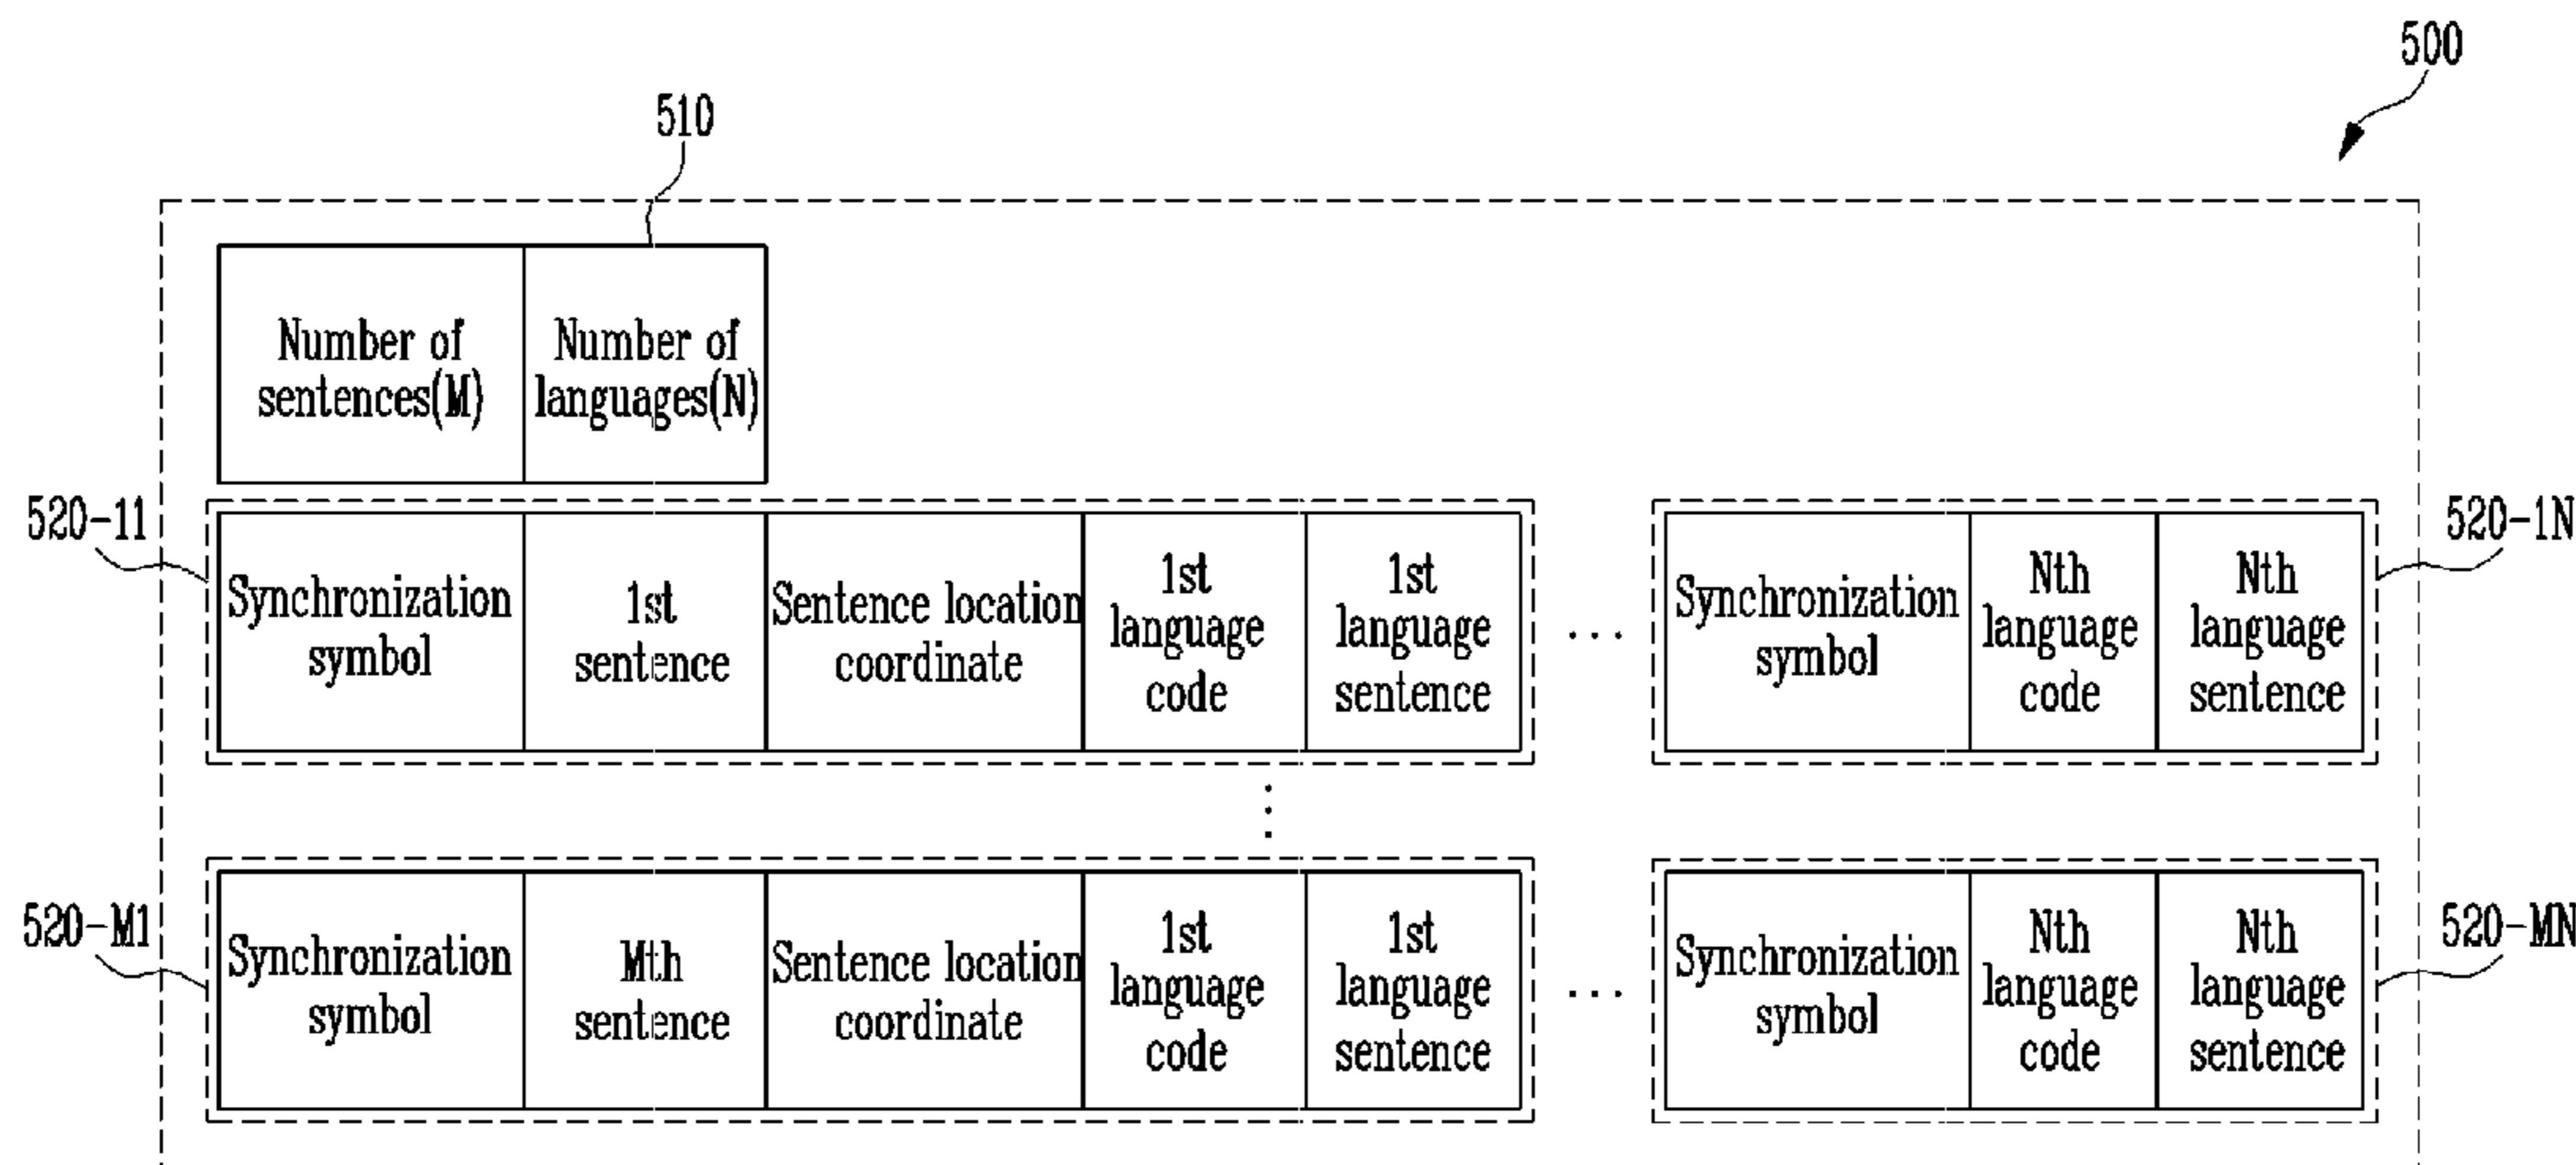 500
510
Number of
sentences(M)
Number of
languages(N)
520-11
Synchronization
symbol
1st
sentence
Sentence location
coordinate
1st
language
code
1st
language
sentence
...
Synchronization
symbol
Nth
language
code
Nth
language
sentence
520-1N
520-M1
Synchronization
symbol
Mth
sentence
Sentence location
coordinate
1st
language
code
1st
language
sentence
...
Synchronization
symbol
Nth
language
code
Nth
language
sentence
520-MN